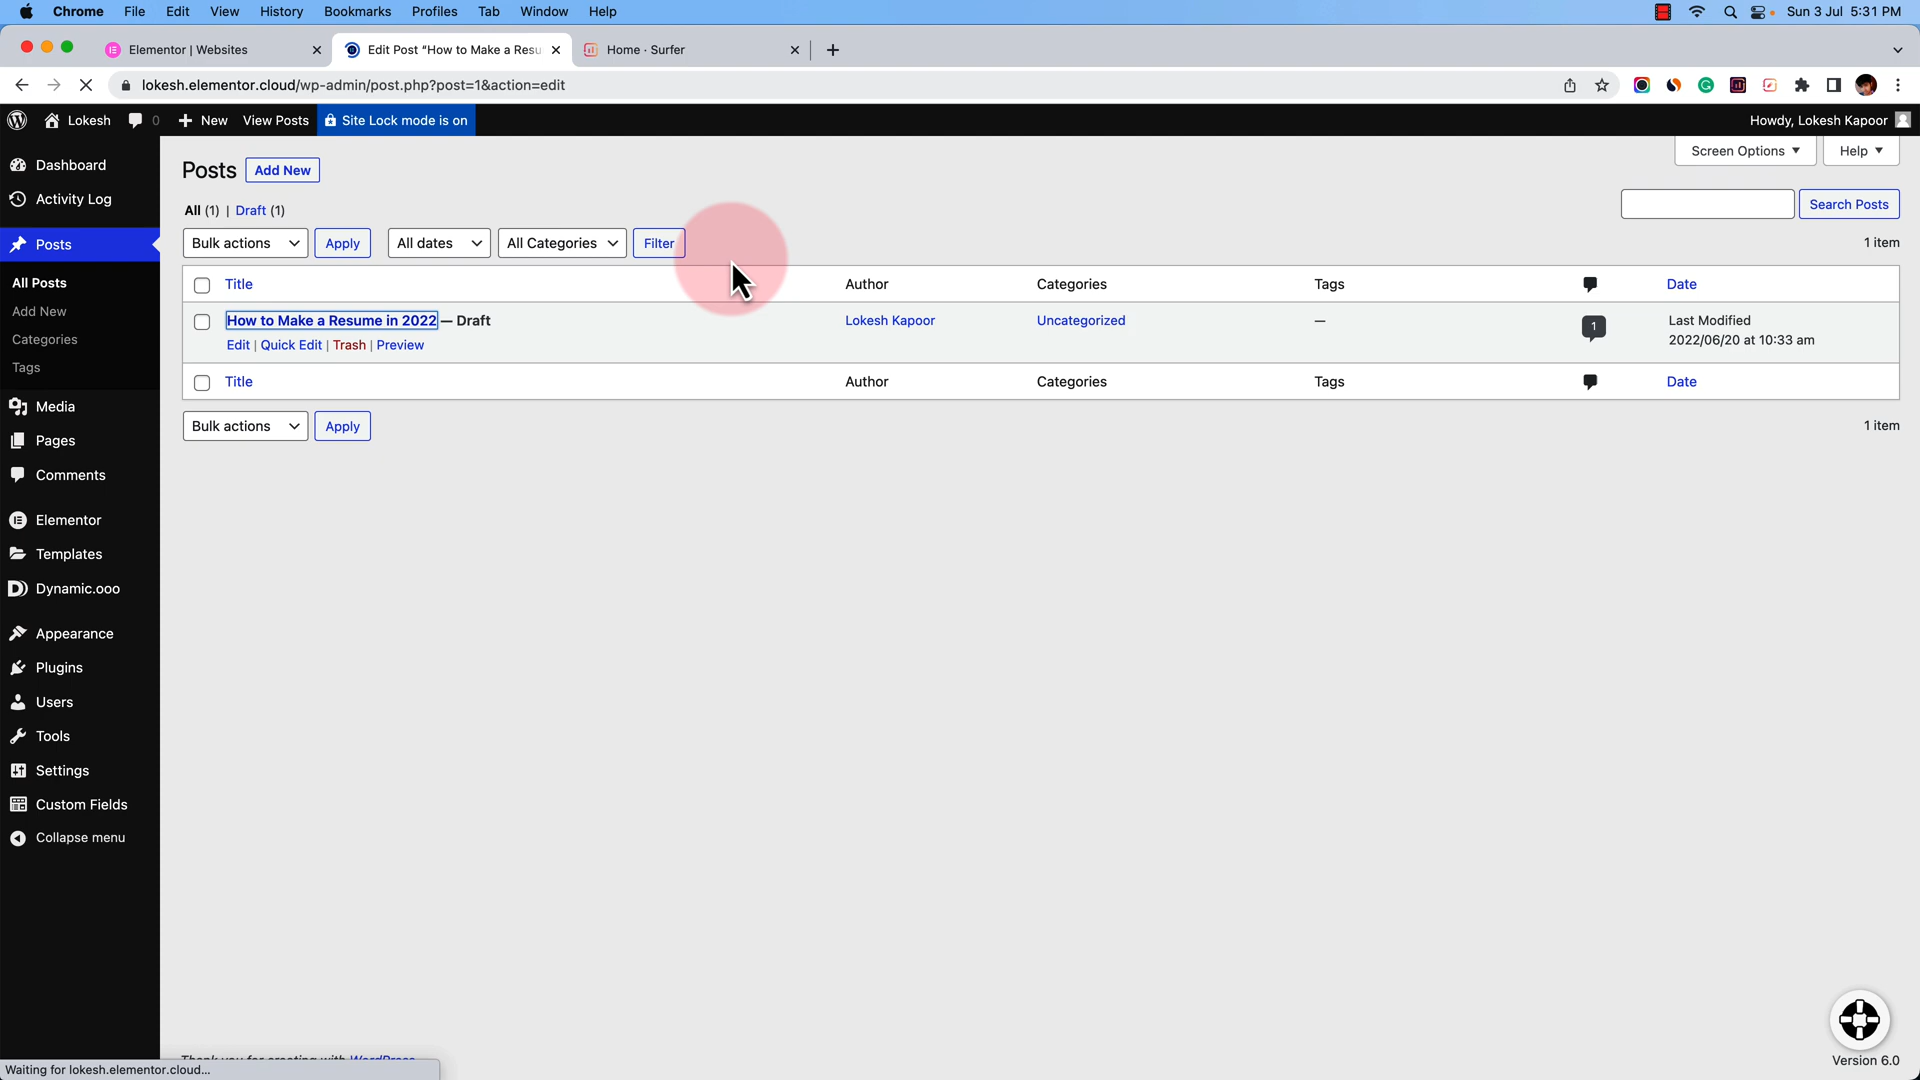 Chrome File Edit View History Bookmarks Profiles Tab Window Help Sun 3 Jul 5:31 PM
Elementor | Websites Edit Post “How to Make a Resu Home · Surfer
lokesh.elementor.cloud/wp-admin/post.php?post=1&action=edit
Lokesh 0 New View Posts Site Lock mode is on Howdy, Lokesh Kapoor
Screen Options Help
Dashboard
Activity Log
Posts
All Posts
Add New
Categories
Tags
Media
Pages
Comments
Elementor
Templates
Dynamic.ooo
Appearance
Plugins
Users
Tools
Settings
Custom Fields
Collapse menu
Posts Add New
All (1) | Draft (1)
Search Posts
Bulk actions Apply All dates All Categories Filter 1 item
Title Author Categories Tags Date
How to Make a Resume in 2022 — Draft Lokesh Kapoor Uncategorized — 1 Last Modified
2022/06/20 at 10:33 am
Edit | Quick Edit | Trash | Preview
Title Author Categories Tags Date
Bulk actions Apply 1 item
Thank you for creating with WordPress
Version 6.0
Waiting for lokesh.elementor.cloud...